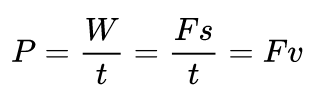 P = W/t = Fs/t = Fv